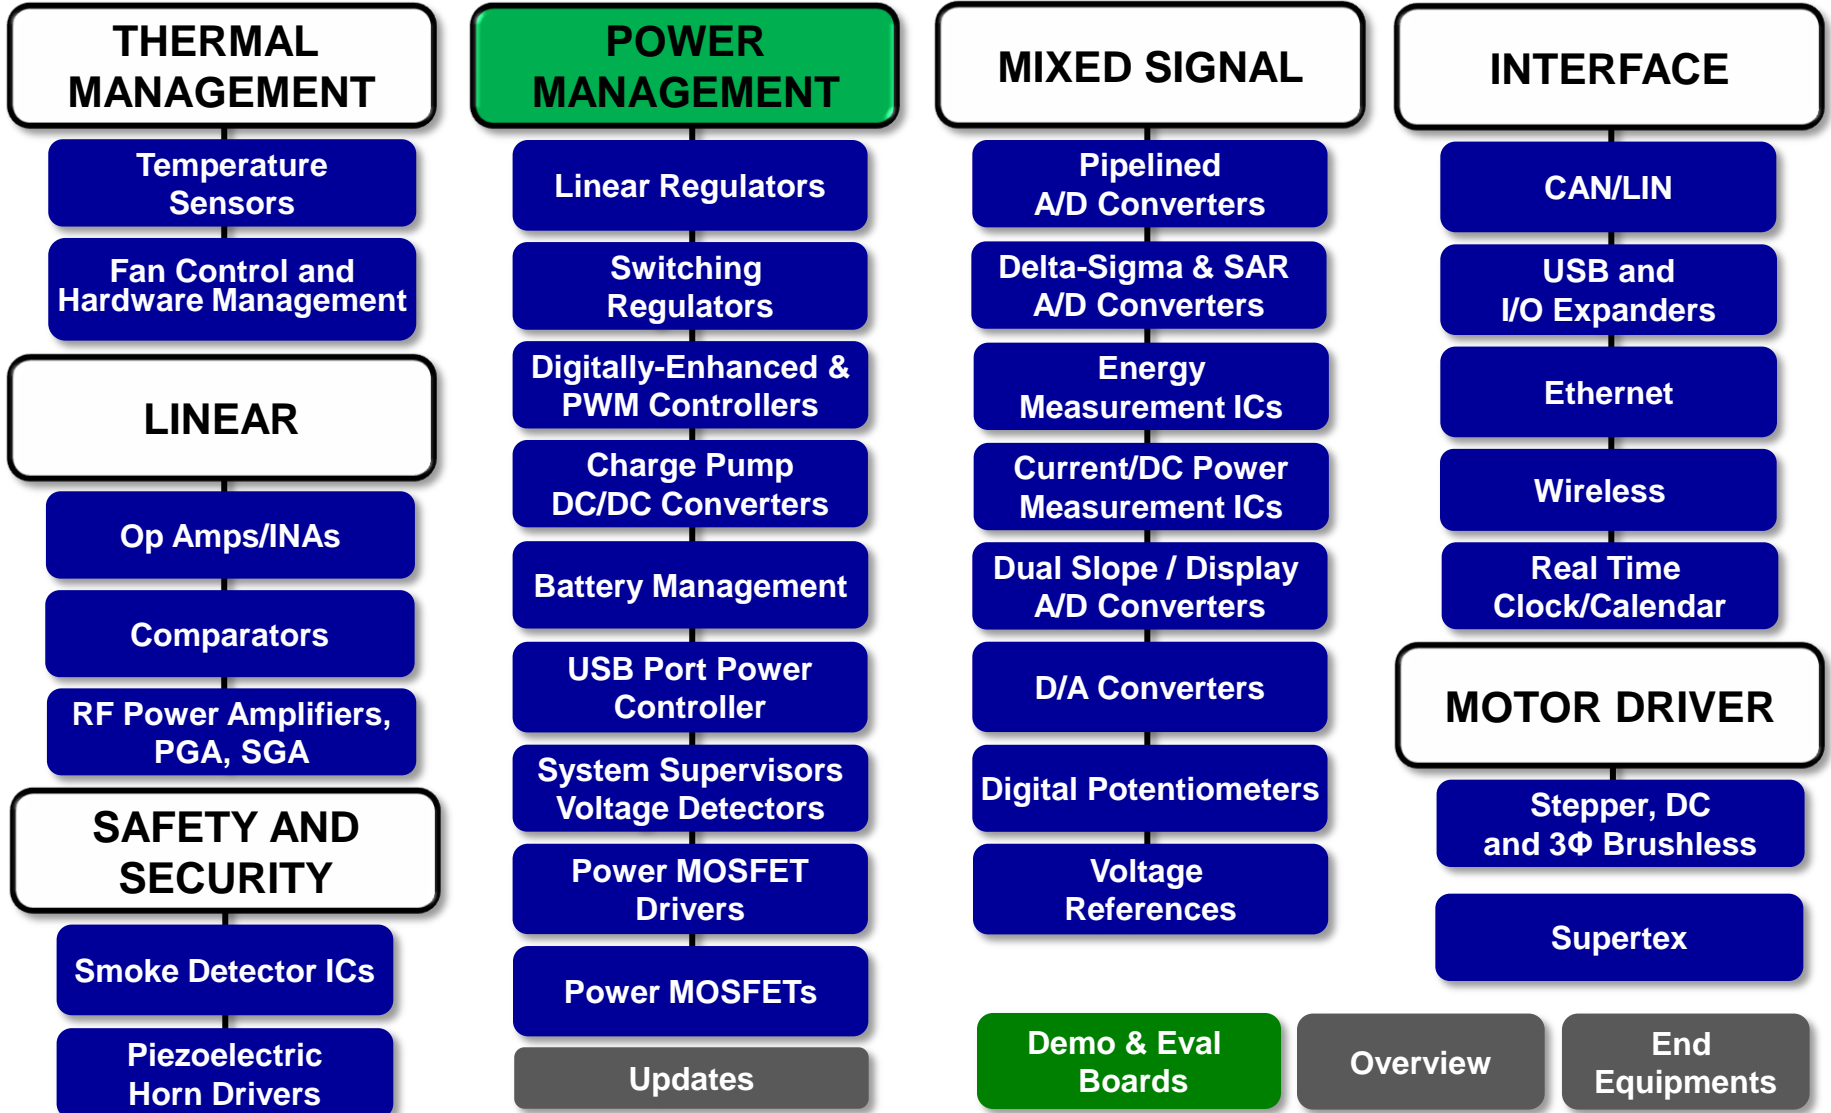 THERMAL
MANAGEMENT
Temperature
Sensors
Fan Control and
Hardware Management
LINEAR
Op Amps/INAs
Comparators
RF Power Amplifiers,
PGA, SGA
SAFETY AND
SECURITY
Smoke Detector ICs
Piezoelectric
Horn Drivers
POWER
MANAGEMENT
Linear Regulators
Switching
Regulators
Digitally-Enhanced &
PWM Controllers
Charge Pump
DC/DC Converters
Battery Management
USB Port Power
Controller
System Supervisors
Voltage Detectors
Power MOSFET
Drivers
Power MOSFETs
Updates
MIXED SIGNAL
Pipelined
A/D Converters
Delta-Sigma & SAR
A/D Converters
Energy
Measurement ICs
Current/DC Power
Measurement ICs
Dual Slope / Display
A/D Converters
D/A Converters
Digital Potentiometers
Voltage
References
INTERFACE
CAN/LIN
USB and
I/O Expanders
Ethernet
Wireless
Real Time
Clock/Calendar
MOTOR DRIVER
Stepper, DC
and 3Φ Brushless
Supertex
Demo & Eval
Boards
Overview
End
Equipments